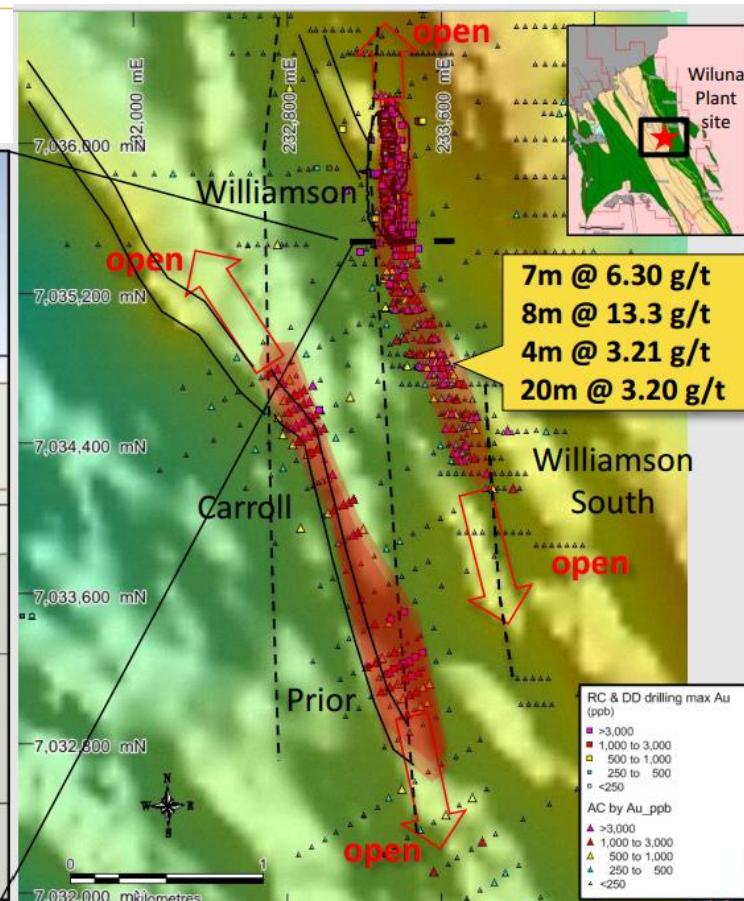 open
232,000 mE
232,800 mE
233,600 mE
Wiluna
Plant
site
7,036,000 mN
Williamson
open
7,035,200 mN
7m @ 6.30 g/t
8m @ 13.3 g/t
4m @ 3.21 g/t
20m @ 3.20 g/t
7,034,400 mN
Williamson
South
Carroll
open
7,033,600 mN
Prior
7,032,800 mN
RC & DD drilling max Au
(ppb)
>3,000
1,000 to 3,000
500 to 1,000
250 to 500
<250
AC by Au_ppb
>3,000
1,000 to 3,000
500 to 1,000
250 to 500
<250
N
W E
S
open
0 1
7,032,000 mN
kilometres